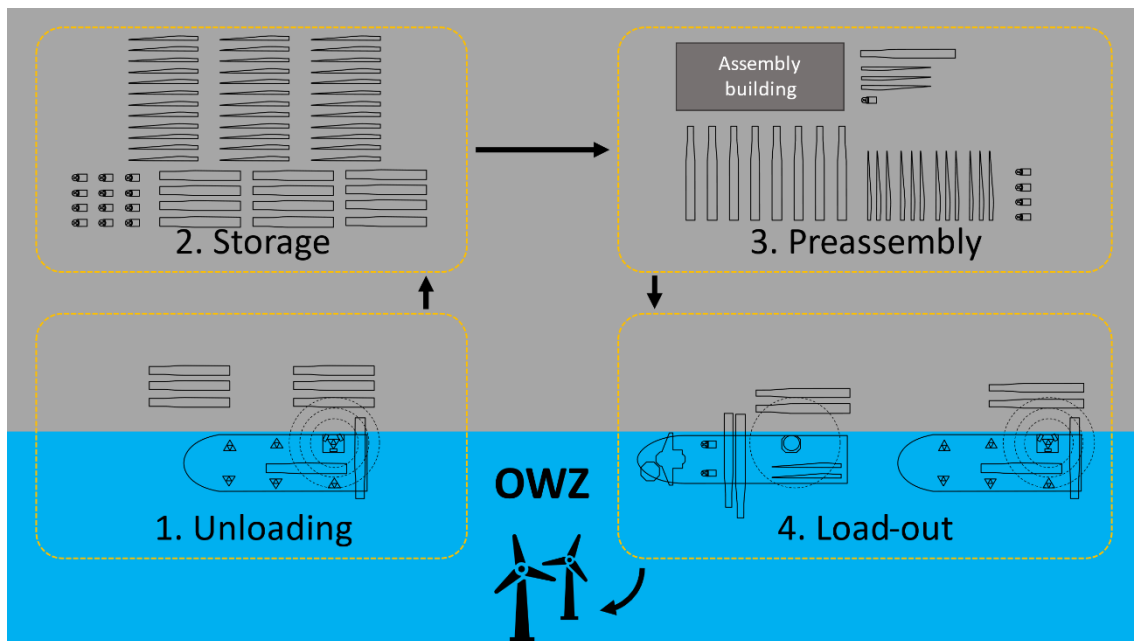 Assembly
building
2. Storage
3. Preassembly
OWZ
1. Unloading
4. Load-out